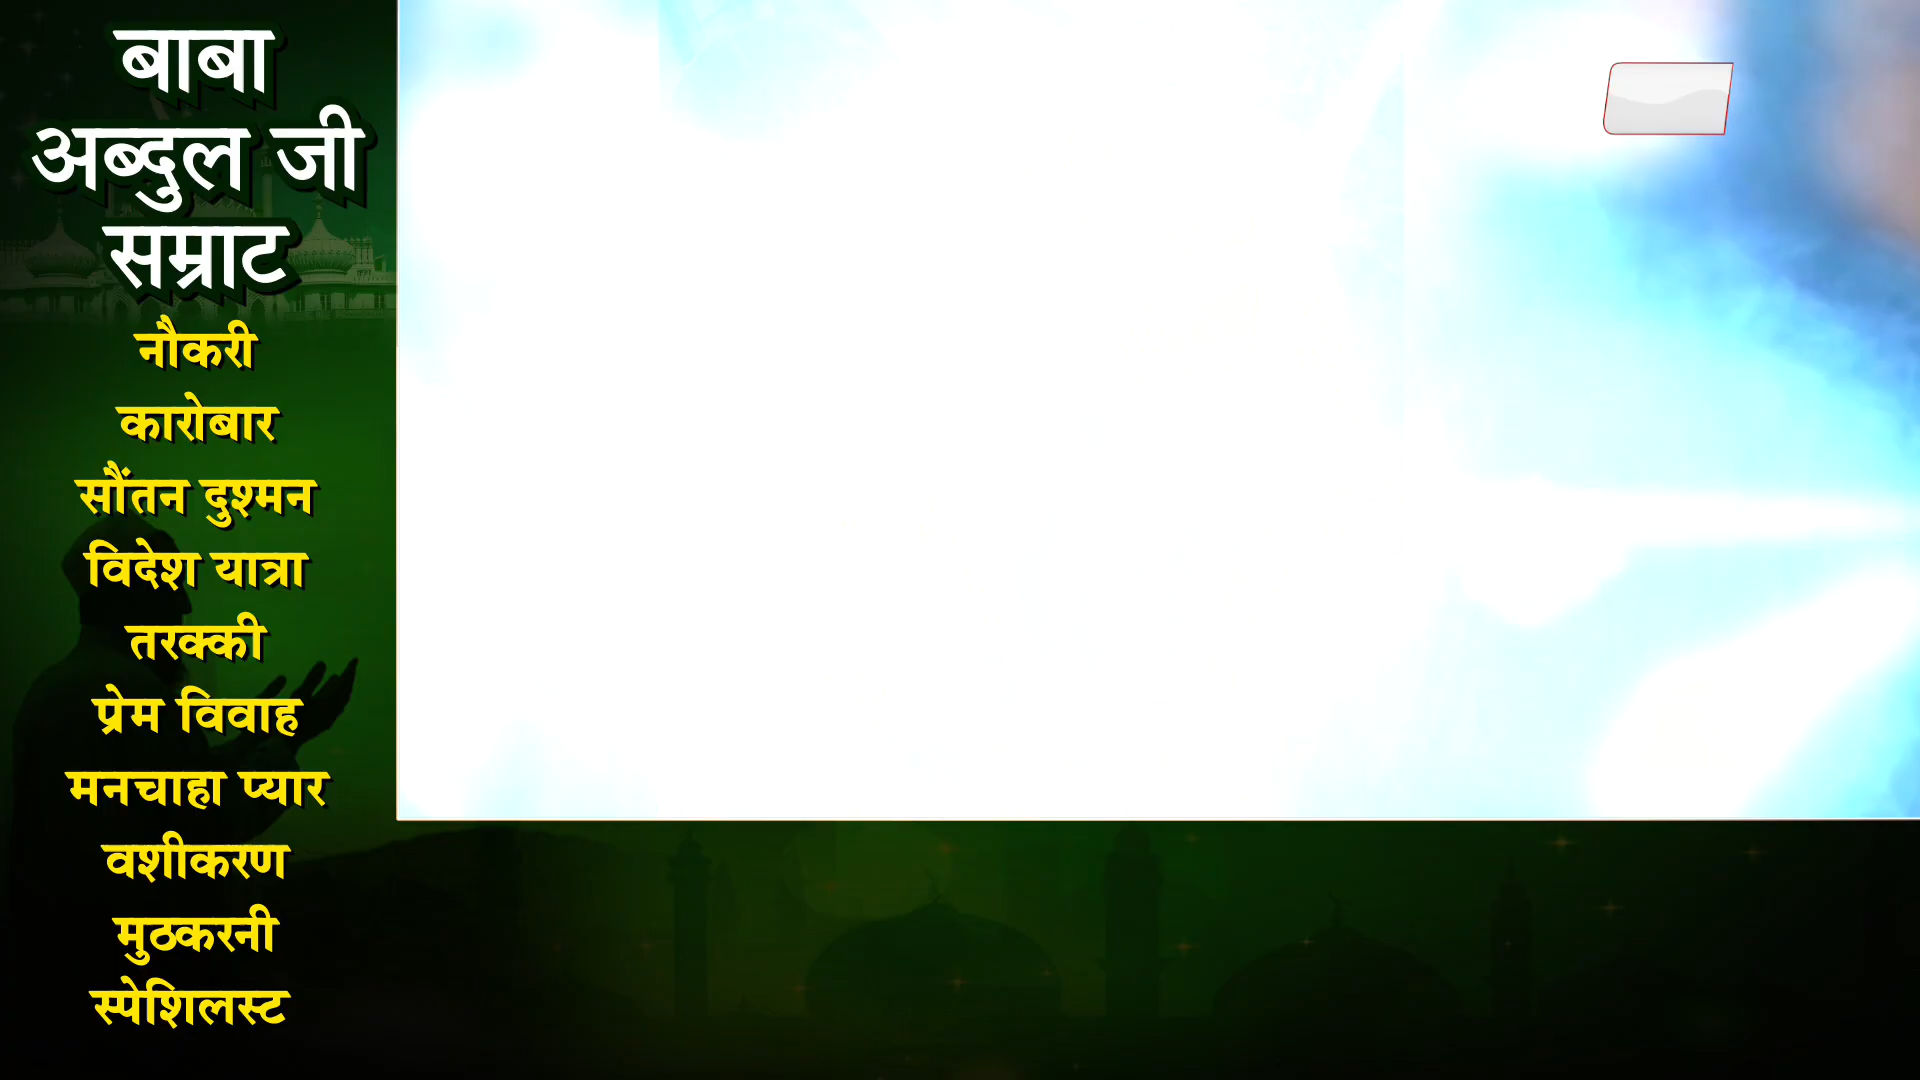 बाबा
अब्दुल जी
सम्राट
नौकरी
कारोबार
सौंतन दुश्मन
विदेश यात्रा
तरक्की
प्रेम विवाह
मनचाहा प्यार
वशीकरण
मुठकरनी
स्पेशिलस्ट